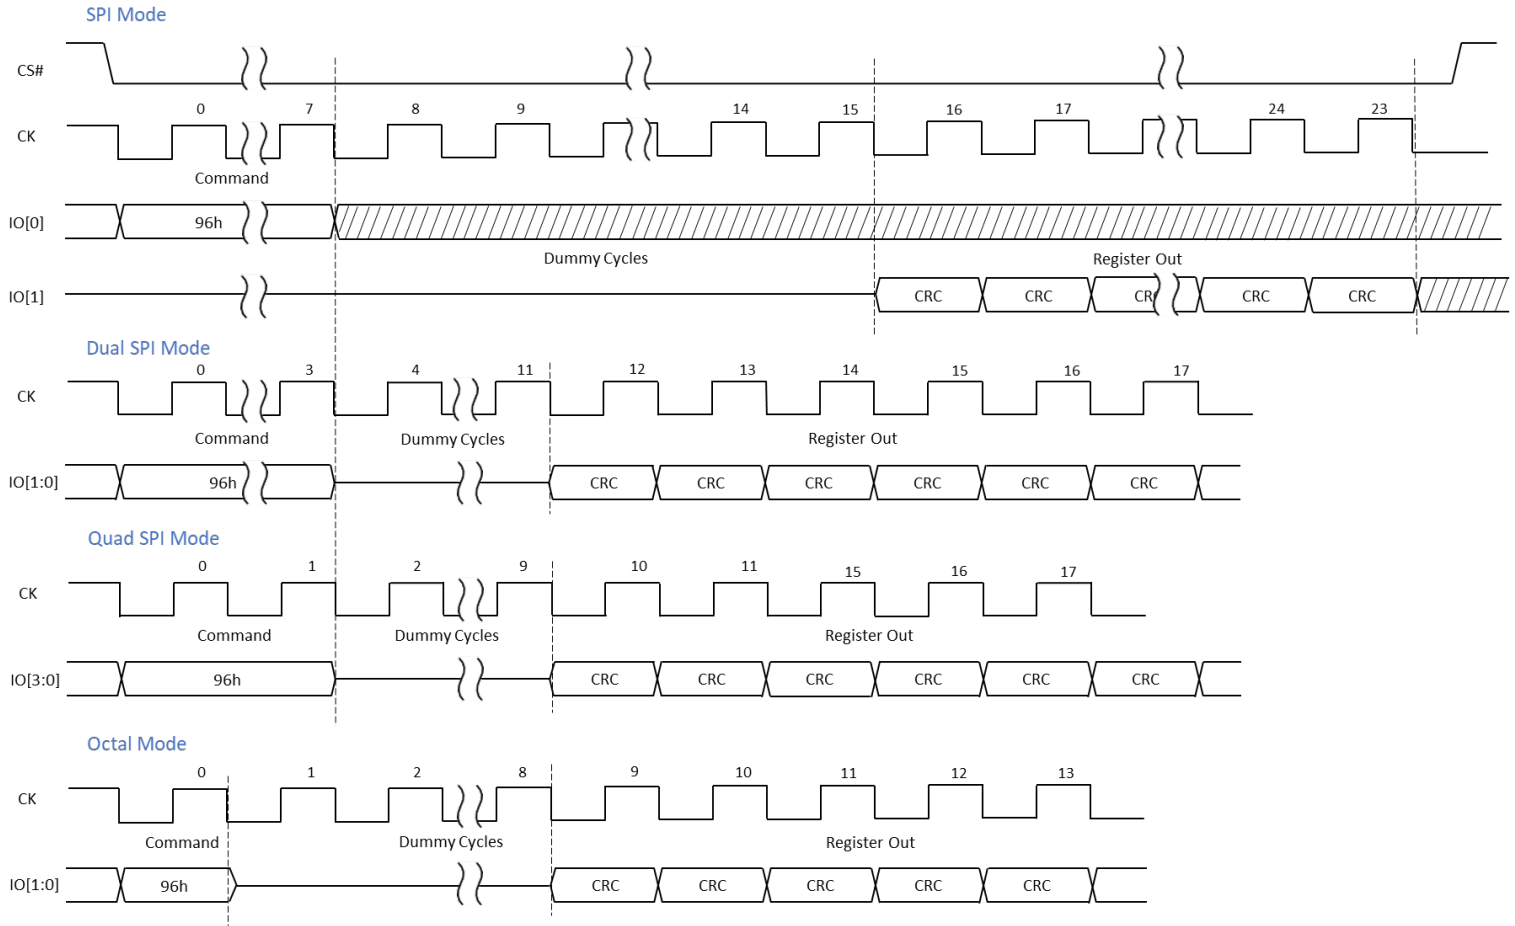 SPI Mode
CS#
0 7 8 9 14 15 16 17 24 23
CK
Command
IO[0] 96h
Dummy Cycles Register Out
IO[1] CRC CRC CRC CRC CRC
Dual SPI Mode
0 3 4 11 12 13 14 15 16 17
CK
Command Dummy Cycles Register Out
IO[1:0] 96h CRC CRC CRC CRC CRC CRC
Quad SPI Mode
0 1 2 9 10 11 15 16 17
CK
Command Dummy Cycles Register Out
IO[3:0] 96h CRC CRC CRC CRC CRC CRC
Octal Mode
0 1 2 8 9 10 11 12 13
CK
Command Dummy Cycles Register Out
IO[1:0] 96h CRC CRC CRC CRC CRC